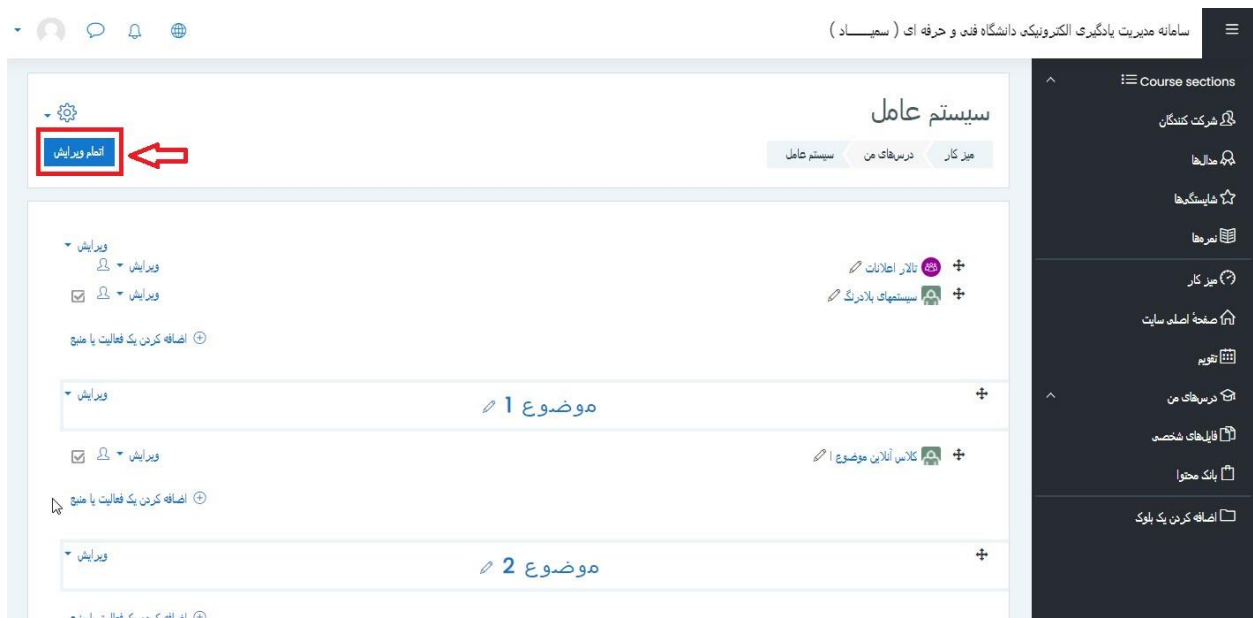 سامانه مدیریت یادگیری الکترونیکی دانشگاه فنی و حرفه ای ( سمیـــــاد )
Course sections
شرکت کنندگان
مدال‌ها
شایستگی‌ها
نمره‌ها
میز کار
صفحهٔ اصلی سایت
تقویم
درس‌های من
فایل‌های شخصی
بانک محتوا
اضافه کردن یک بلوک
سیستم عامل
میز کار درس‌های من سیستم عامل
اتمام ویرایش
ویرایش
تالار اعلانات ویرایش
سیستمهای بلادرنگ ویرایش
اضافه کردن یک فعالیت یا منبع
موضوع 1 ویرایش
کلاس آنلاین موضوع ۱ ویرایش
اضافه کردن یک فعالیت یا منبع
موضوع 2 ویرایش